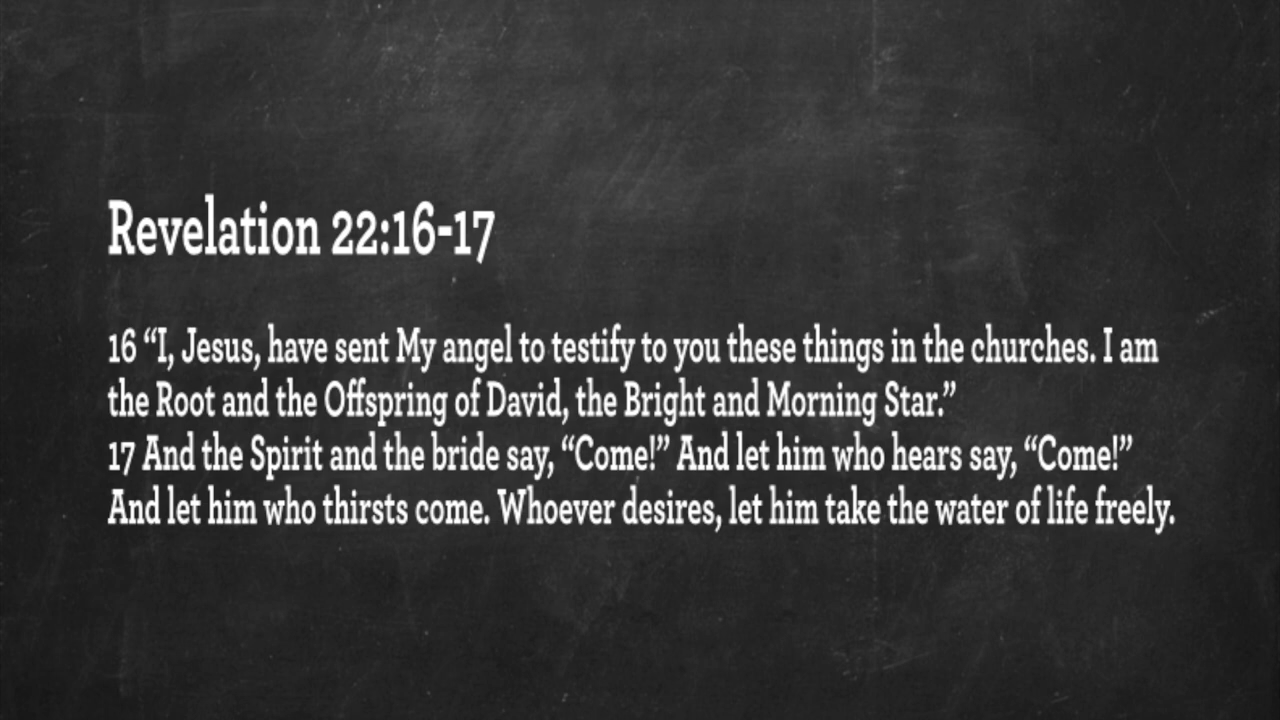 Revelation 22:16-17
16 “I, Jesus, have sent My angel to testify to you these things in the churches. I am
the Root and the Offspring of David, the Bright and Morning Star.”
17 And the Spirit and the bride say, “Come!” And let him who hears say, “Come!”
And let him who thirsts come. Whoever desires, let him take the water of life freely.